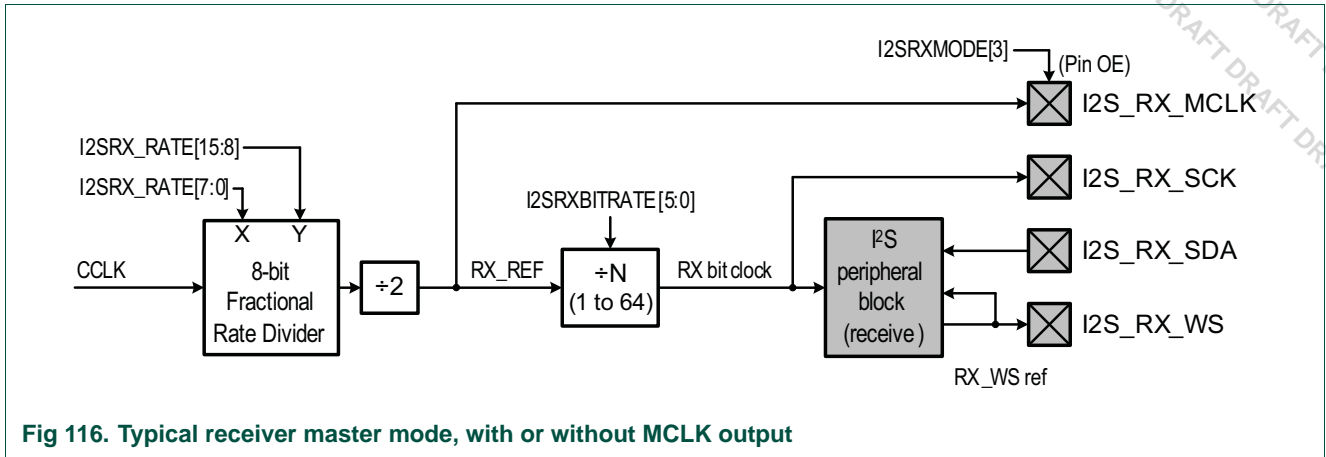 DRAFT DRAFT
DRAFT DRAFT
DRAFT
I2SRXMODE[3]
(Pin OE)
I2S_RX_MCLK
I2SRX_RATE[15:8]
I2SRX_RATE[7:0]
I2S_RX_SCK
I2SRXBITRATE [5:0]
X Y
CCLK
8-bit
Fractional
Rate Divider
÷2
RX_REF
÷N
(1 to 64)
RX bit clock
I²S
peripheral
block
(receive )
I2S_RX_SDA
I2S_RX_WS
RX_WS ref
Fig 116. Typical receiver master mode, with or without MCLK output